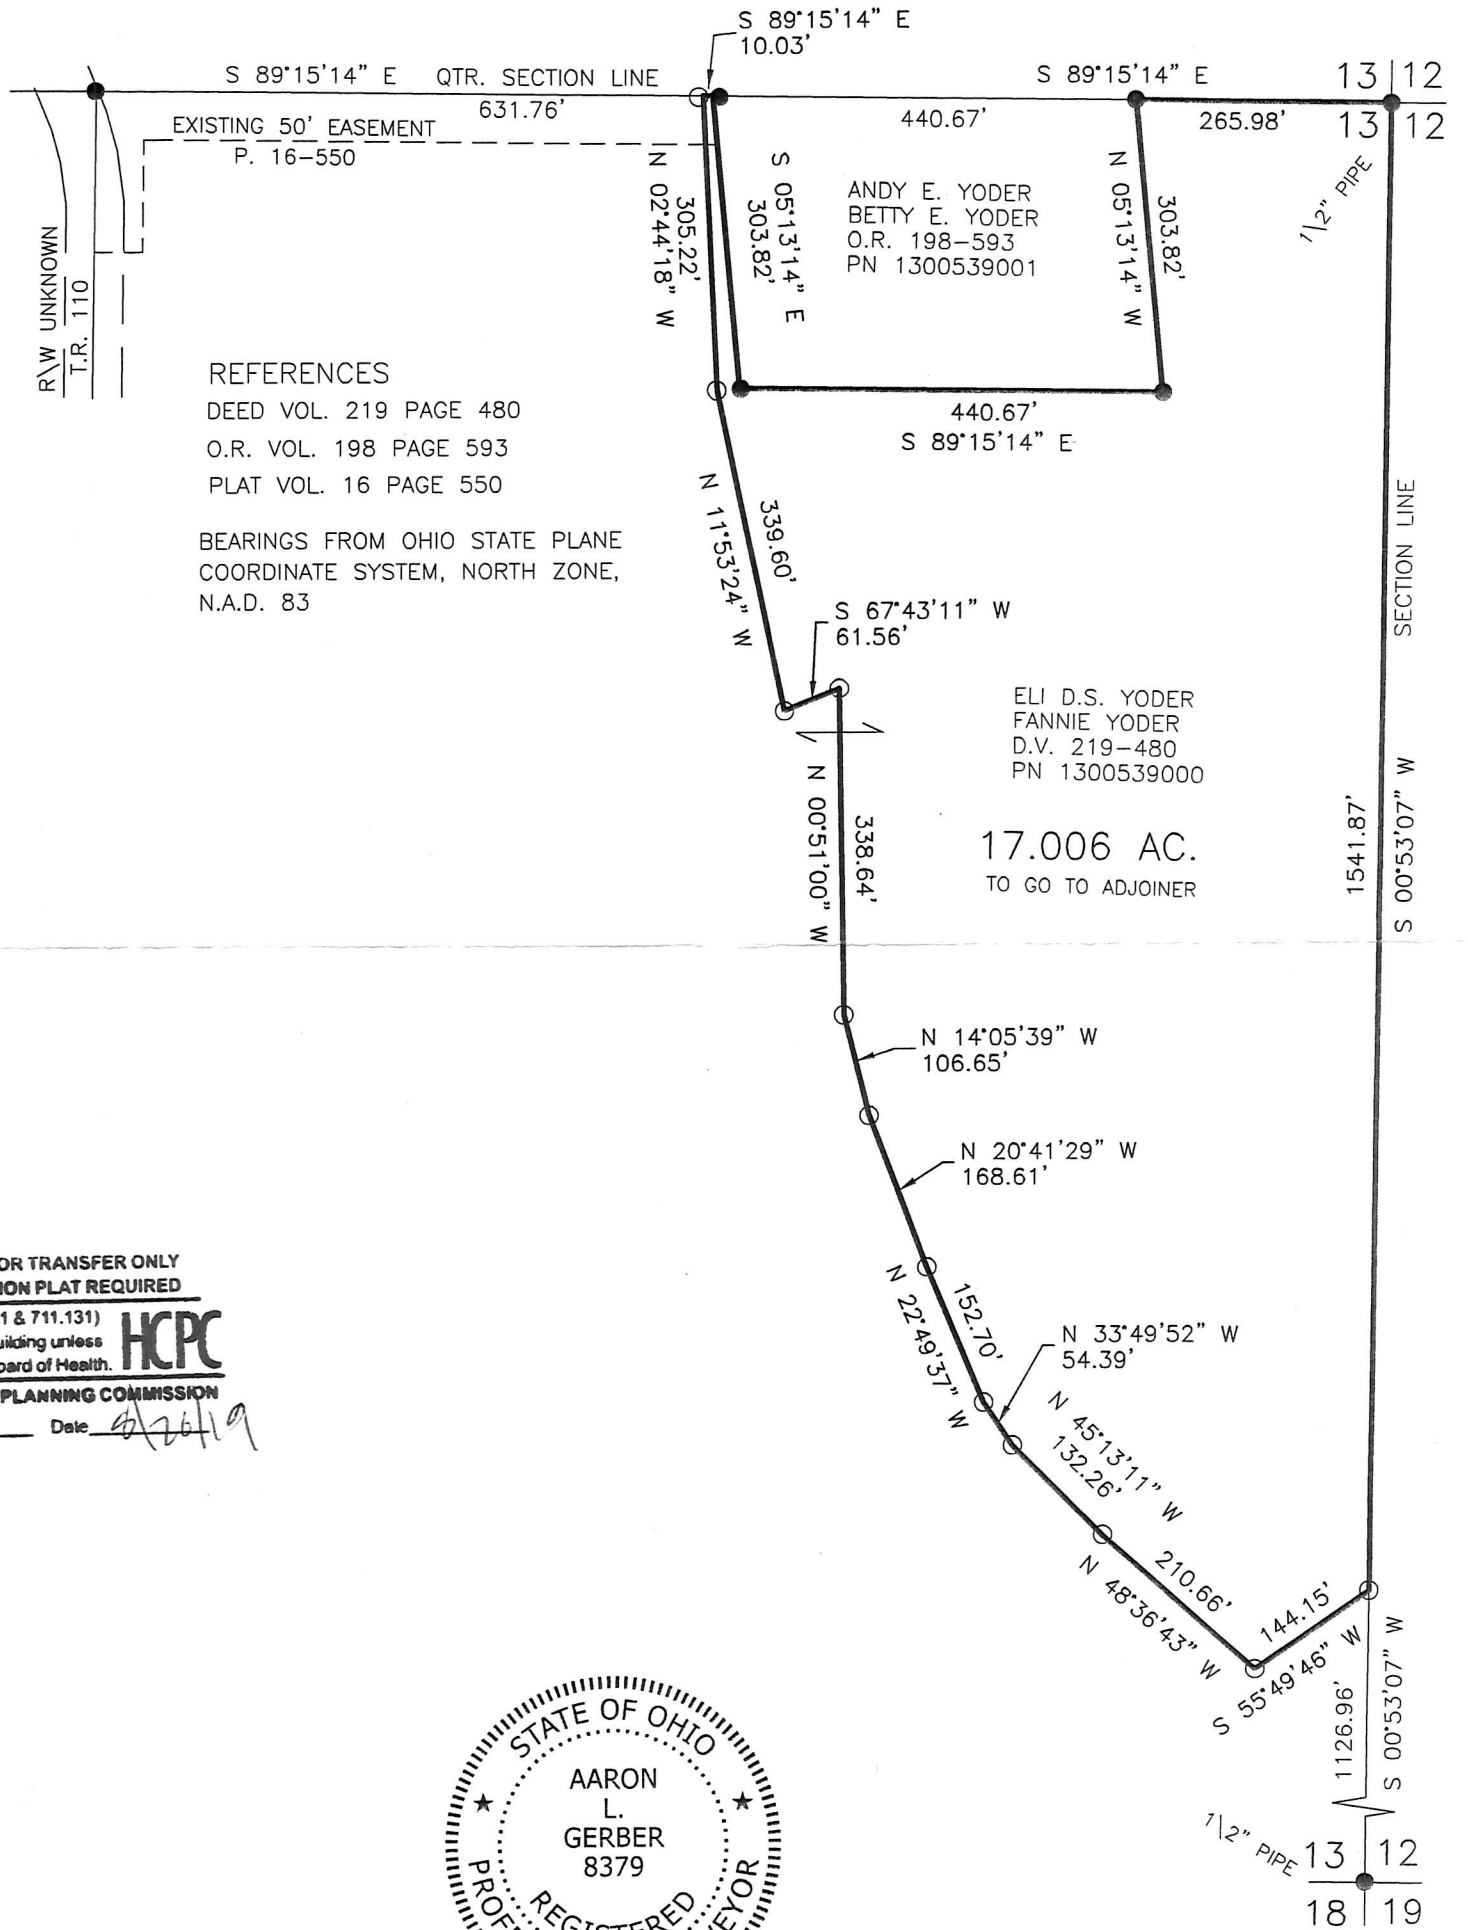 S 89°15'14" E
10.03'
S 89°15'14" E QTR. SECTION LINE
631.76'
S 89°15'14" E
440.67'
265.98'
13 12
13 12
EXISTING 50' EASEMENT
P. 16-550
R\W UNKNOWN
T.R. 110
N 02°44'18" W
305.22'
S 05°13'14" E
303.82'
ANDY E. YODER
BETTY E. YODER
O.R. 198-593
PN 1300539001
N 05°13'14" W
303.82'
1\2" PIPE
440.67'
S 89°15'14" E
REFERENCES
DEED VOL. 219 PAGE 480
O.R. VOL. 198 PAGE 593
PLAT VOL. 16 PAGE 550
BEARINGS FROM OHIO STATE PLANE
COORDINATE SYSTEM, NORTH ZONE,
N.A.D. 83
N 11°53'24" W
339.60'
S 67°43'11" W
61.56'
SECTION LINE
ELI D.S. YODER
FANNIE YODER
D.V. 219-480
PN 1300539000
17.006 AC.
TO GO TO ADJOINER
N 00°51'00" W
338.64'
1541.87'
S 00°53'07" W
N 14°05'39" W
106.65'
N 20°41'29" W
168.61'
N 22°49'37" W
152.70'
N 33°49'52" W
54.39'
N 45°13'11" W
132.26'
N 48°36'43" W
210.66'
144.15'
S 55°49'46" W
1126.96'
S 00°53'07" W
1\2" PIPE
13 12
18 19
OR TRANSFER ONLY
ION PLAT REQUIRED
1 & 711.131)
uilding unless
oard of Health.
HCPC
PLANNING COMMISSION
Date 8/26/19
STATE OF OHIO
AARON
L.
GERBER
8379
REGISTERED
PROF
EYOR